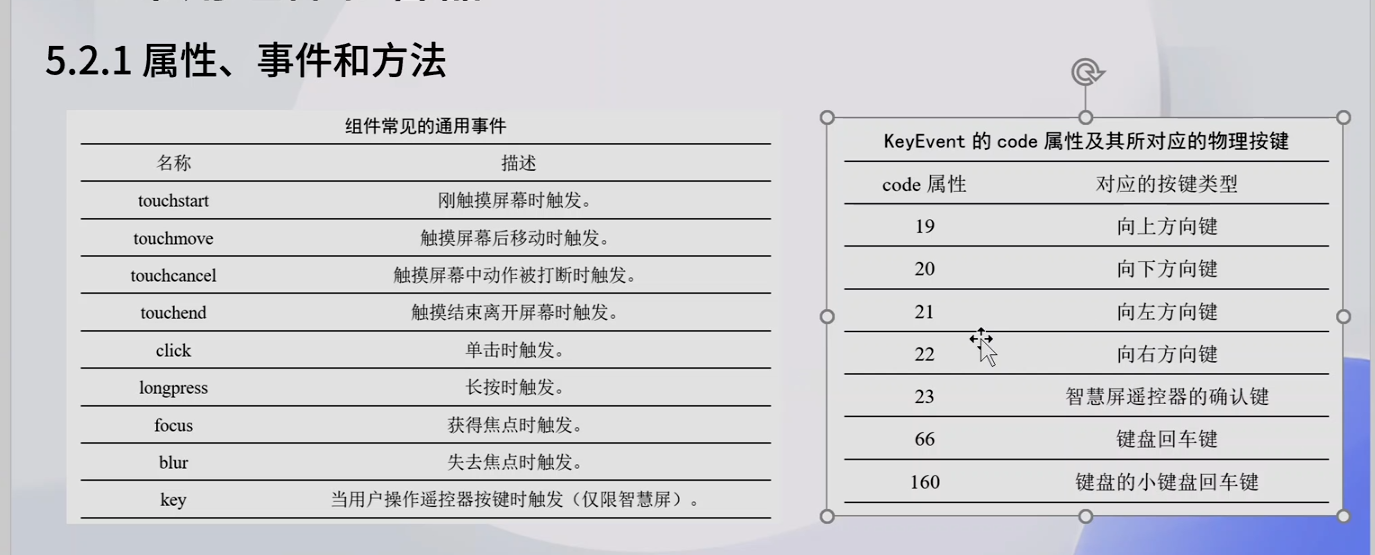 5.2.1 属性、事件和方法
组件常见的通用事件
名称 描述
touchstart 刚触摸屏幕时触发。
touchmove 触摸屏幕后移动时触发。
touchcancel 触摸屏幕中动作被打断时触发。
touchend 触摸结束离开屏幕时触发。
click 单击时触发。
longpress 长按时触发。
focus 获得焦点时触发。
blur 失去焦点时触发。
key 当用户操作遥控器按键时触发（仅限智慧屏）。
KeyEvent 的 code 属性及其所对应的物理按键
code 属性 对应的按键类型
19 向上方向键
20 向下方向键
21 向左方向键
22 向右方向键
23 智慧屏遥控器的确认键
66 键盘回车键
160 键盘的小键盘回车键